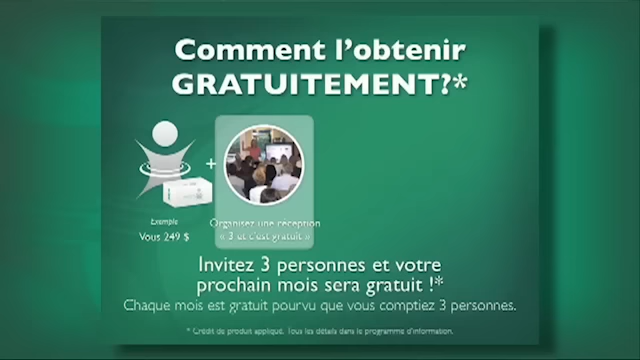 Comment l'obtenir
GRATUITEMENT?*
+
Exemple
Vous 249 $
Organisez une réception
« 3 et c'est gratuit »
Invitez 3 personnes et votre
prochain mois sera gratuit !*
Chaque mois est gratuit pourvu que vous comptiez 3 personnes.
* Crédit de produit appliqué. Tous les détails dans le programme d'information.